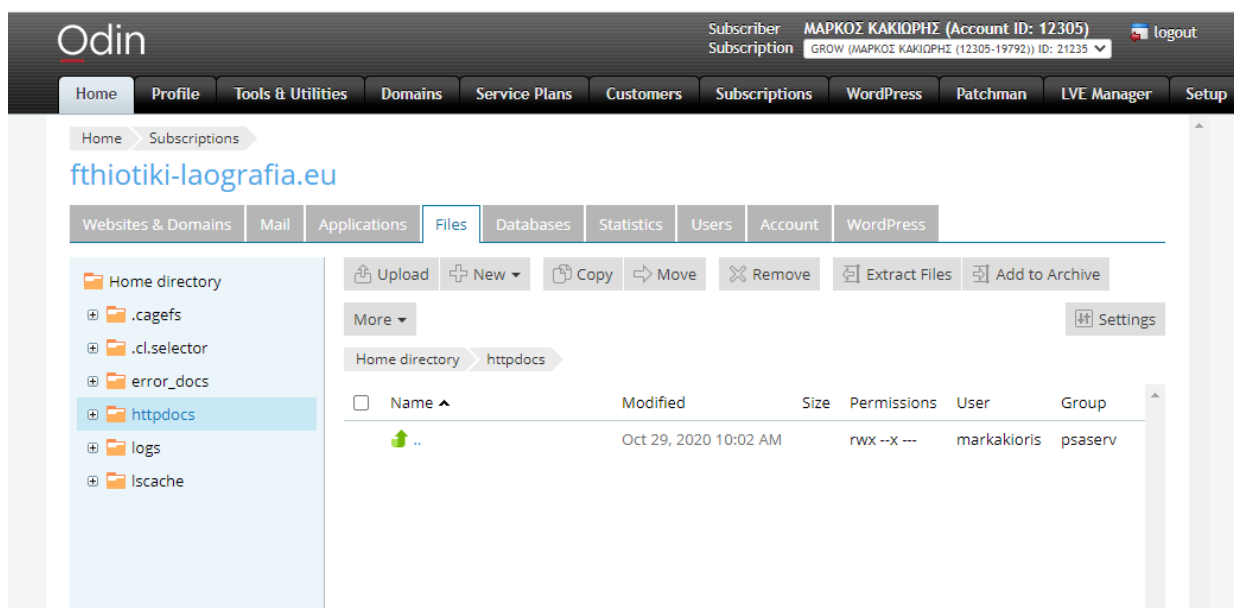 Odin
Subscriber ΜΑΡΚΟΣ ΚΑΚΙΩΡΗΣ (Account ID: 12305)
logout
Subscription GROW (ΜΑΡΚΟΣ ΚΑΚΙΩΡΗΣ (12305-19792)) ID: 21235
Home Profile Tools & Utilities Domains Service Plans Customers Subscriptions WordPress Patchman LVE Manager Setup
Home Subscriptions
fthiotiki-laografia.eu
Websites & Domains Mail Applications Files Databases Statistics Users Account WordPress
Home directory
.cagefs
.cl.selector
error_docs
httpdocs
logs
lscache
Upload New Copy Move Remove Extract Files Add to Archive
More Settings
Home directory httpdocs
Name Modified Size Permissions User Group
.. Oct 29, 2020 10:02 AM rwx --x --- markakioris psaserv